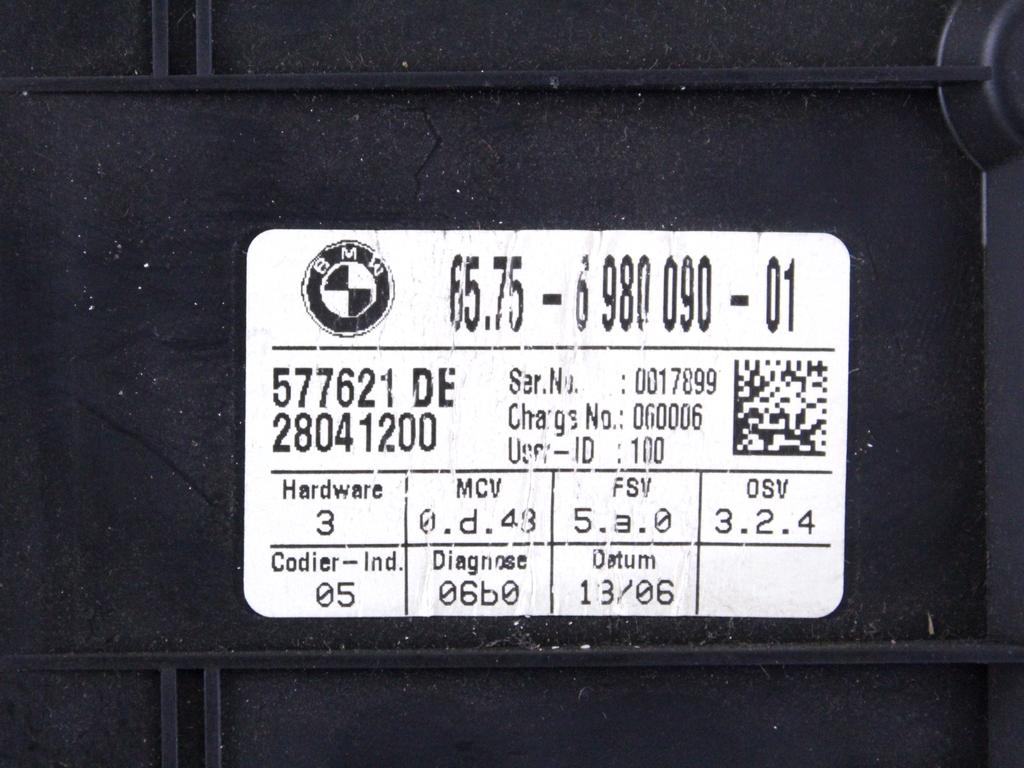 BMW
65.75 - 6 980 090 - 01
577621 DE
28041200
Ser.No. : 0017899
Charge No.: 060006
User-ID : 100
Hardware MCV FSV OSV
3 0.d.48 5.a.0 3.2.4
Codier-Ind. Diagnose Datum
05 06b0 13/06